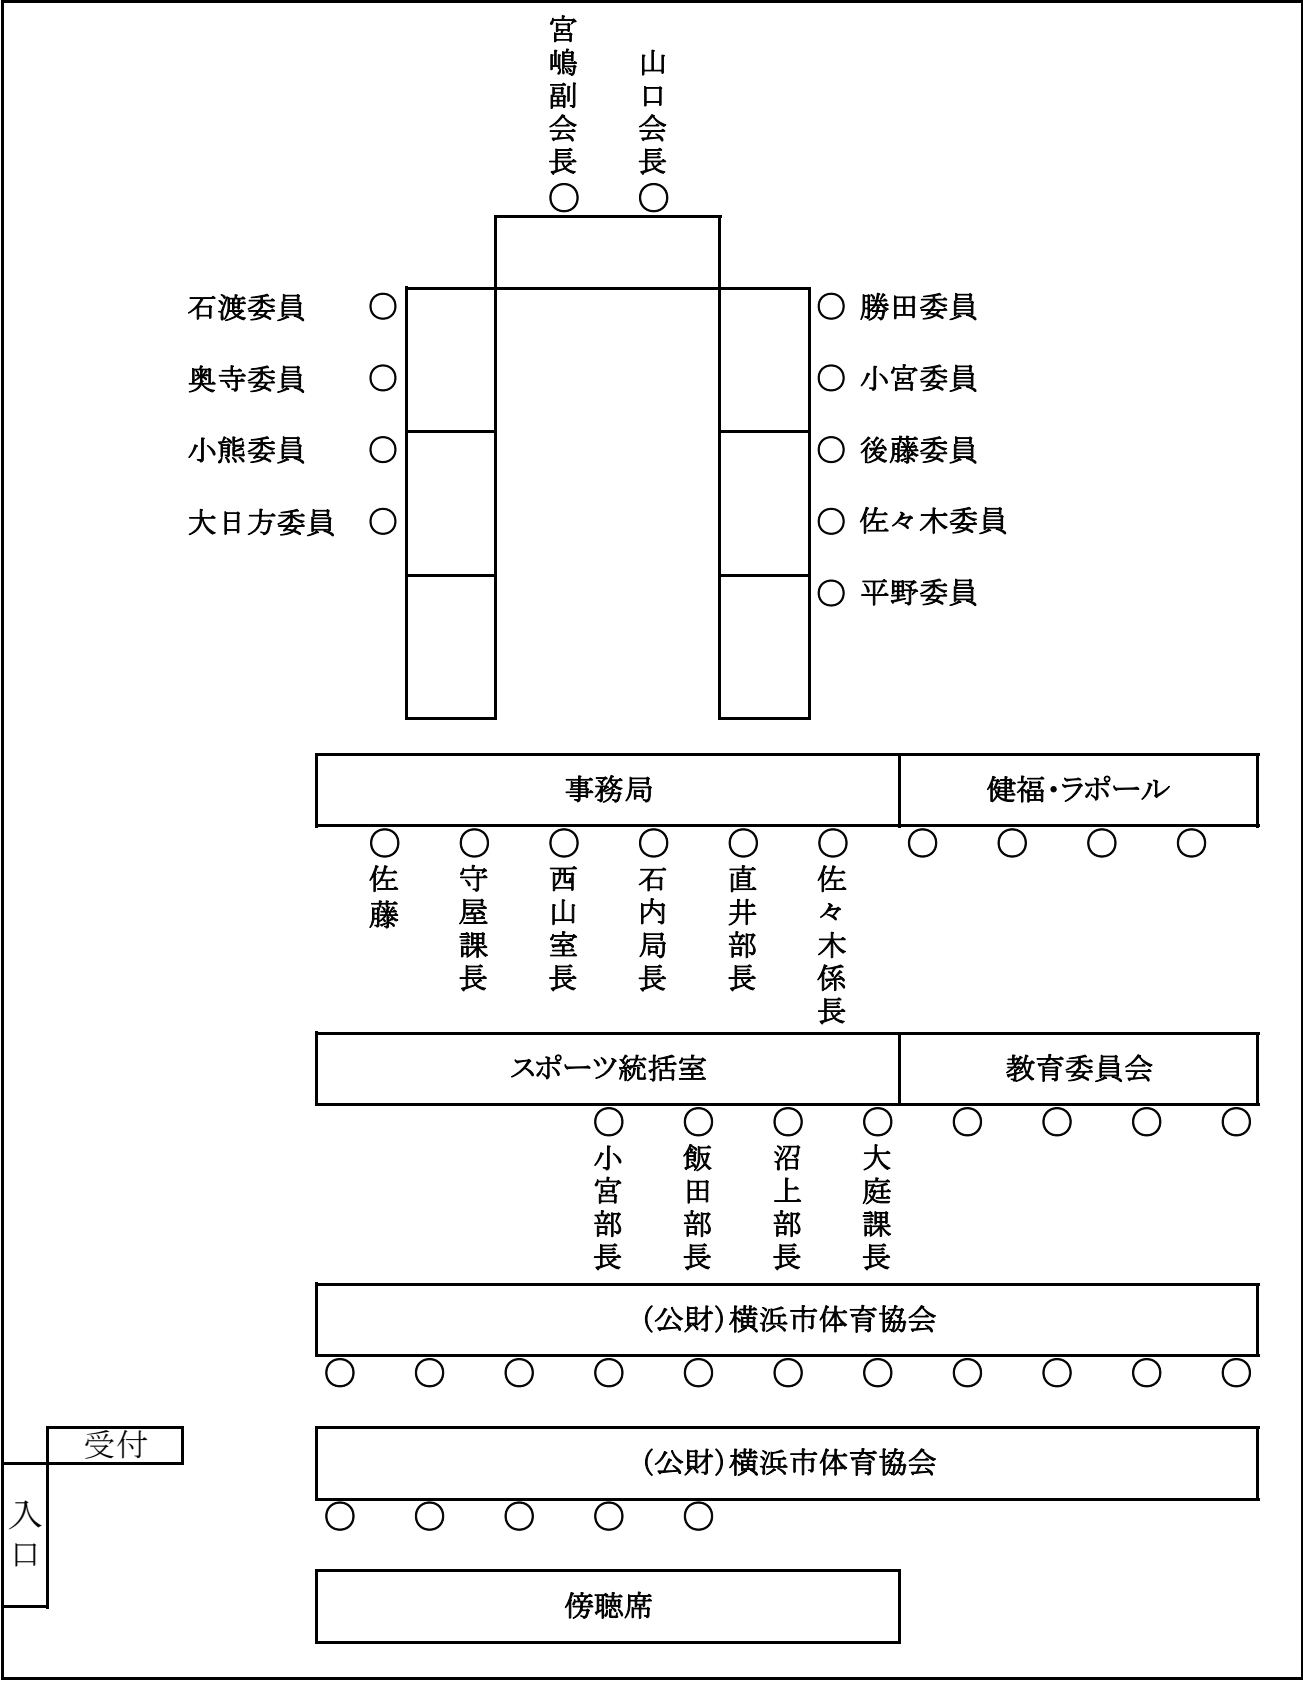 宮嶋副会長
山口会長
石渡委員
勝田委員
奥寺委員
小宮委員
小熊委員
後藤委員
大日方委員
佐々木委員
平野委員
事務局
健福・ラポール
佐藤
守屋課長
西山室長
石内局長
直井部長
佐々木係長
スポーツ統括室
教育委員会
小宮部長
飯田部長
沼上部長
大庭課長
（公財）横浜市体育協会
受付
（公財）横浜市体育協会
入口
傍聴席